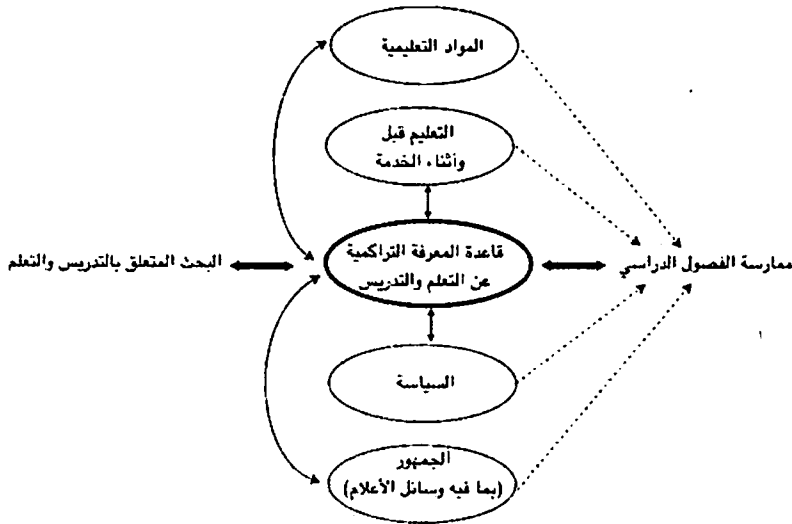 المواد التعليمية
التعليم قبل
وأثناء الخدمة
قاعدة المعرفة التراكمية
عن التعلم والتدريس
البحث المتعلق بالتدريس والتعلم
ممارسة الفصول الدراسي
السياسة
الجمهور
(بما فيه وسائل الأعلام)